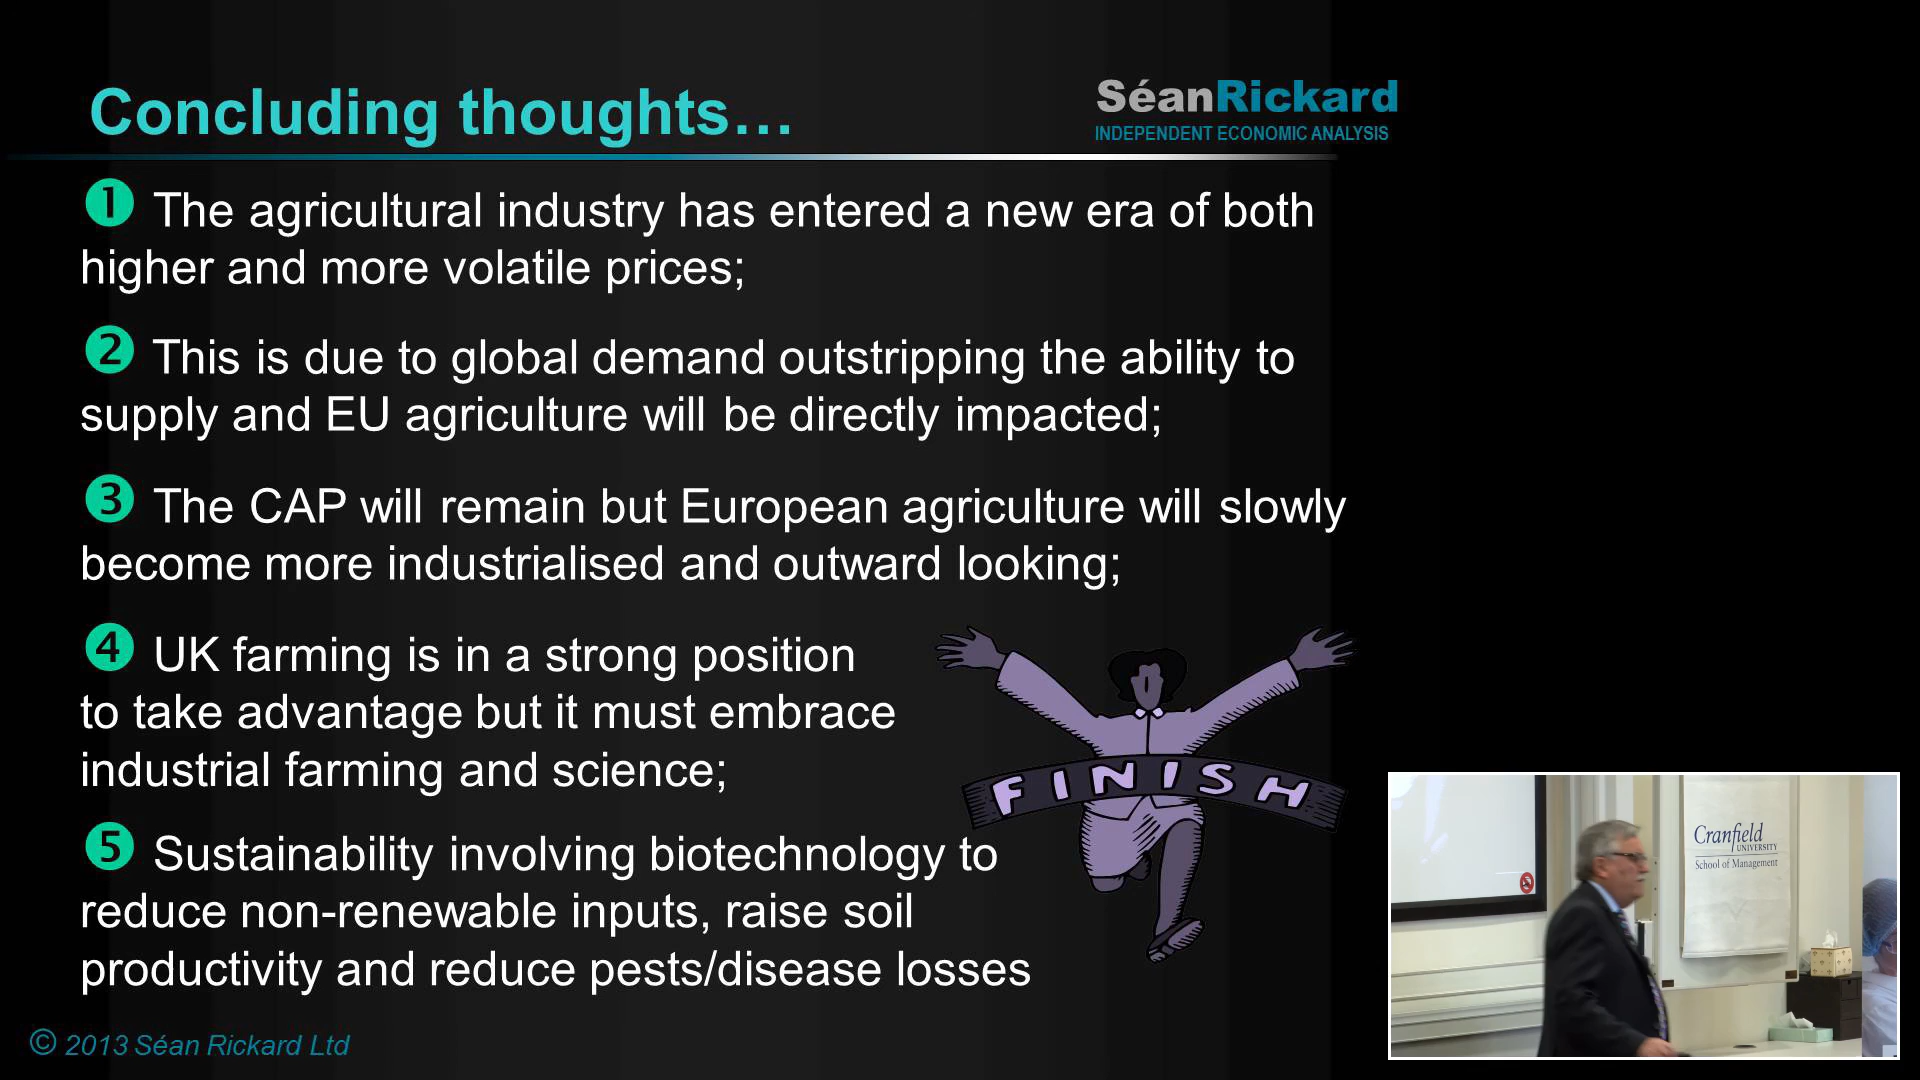 Concluding thoughts…
SéanRickard
INDEPENDENT ECONOMIC ANALYSIS
❶ The agricultural industry has entered a new era of both
higher and more volatile prices;
❷ This is due to global demand outstripping the ability to
supply and EU agriculture will be directly impacted;
❸ The CAP will remain but European agriculture will slowly
become more industrialised and outward looking;
❹ UK farming is in a strong position
to take advantage but it must embrace
industrial farming and science;
FINISH
❺ Sustainability involving biotechnology to
reduce non-renewable inputs, raise soil
productivity and reduce pests/disease losses
Cranfield
UNIVERSITY
School of Management
© 2013 Séan Rickard Ltd